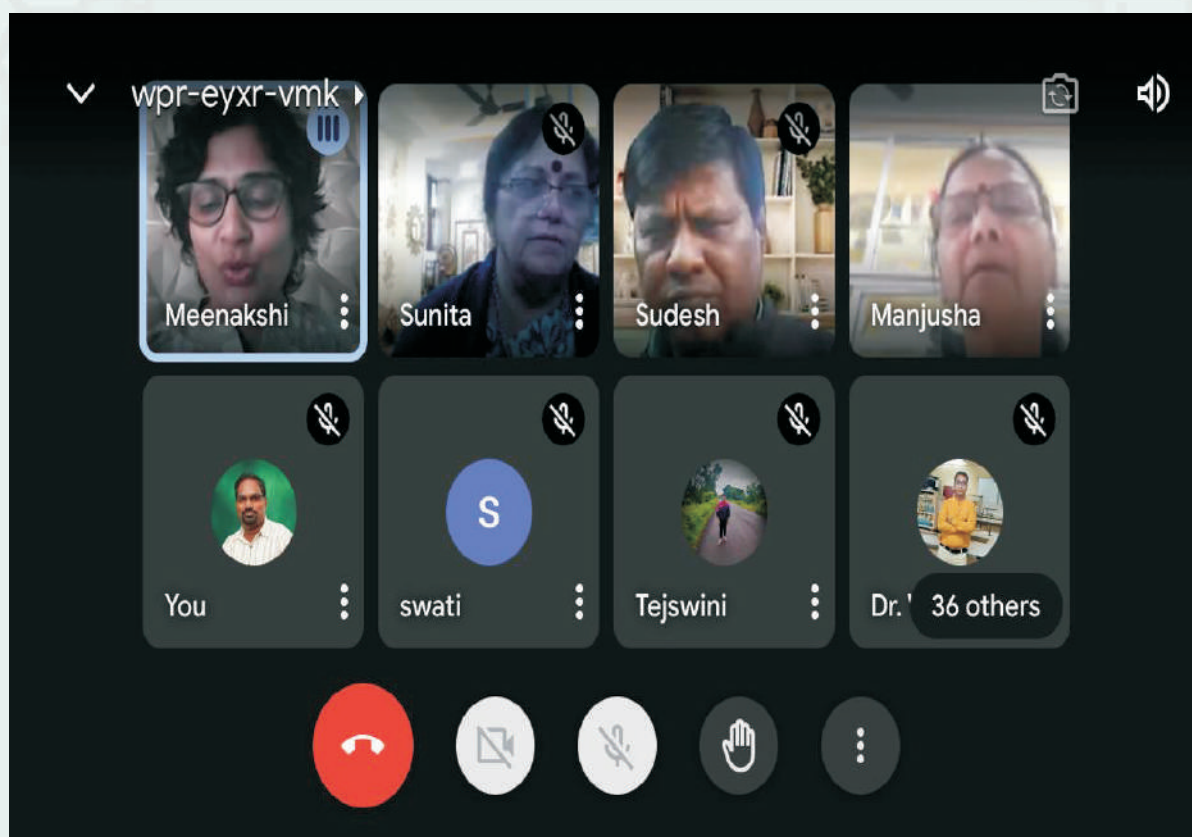 wpr-eyxr-vmk
Meenakshi
Sunita
Sudesh
Manjusha
S
You
swati
Tejswini
Dr.
36 others